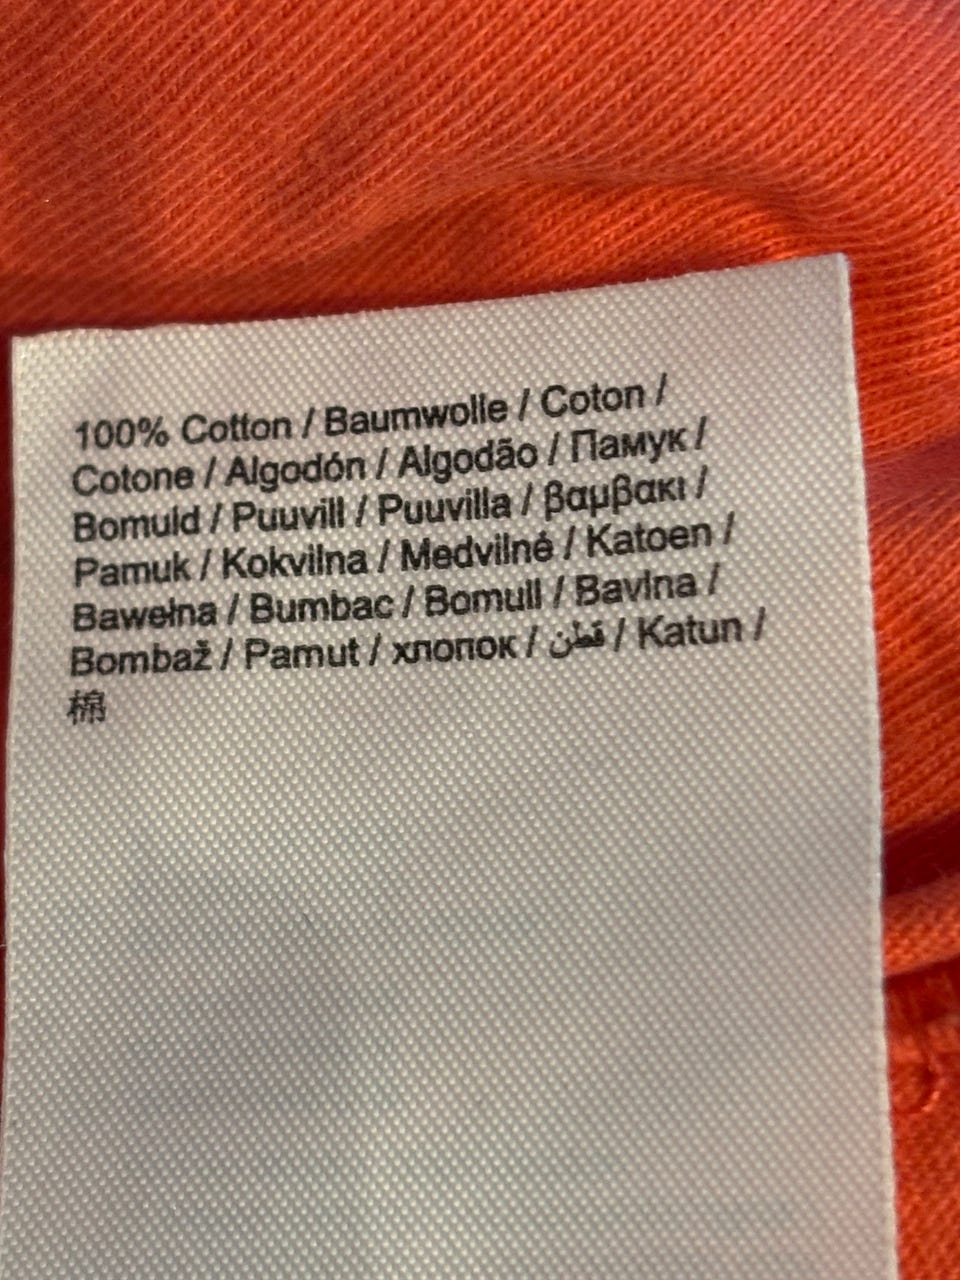 100% Cotton / Baumwolle / Coton /
Cotone / Algodón / Algodão / Памук /
Bomuld / Puuvill / Puuvilla / βαμβακι /
Pamuk / Kokvilna / Medvilnė / Katoen /
Bawełna / Bumbac / Bomull / Bavlna /
Bombaž / Pamut / хлопок / قطن / Katun /
棉